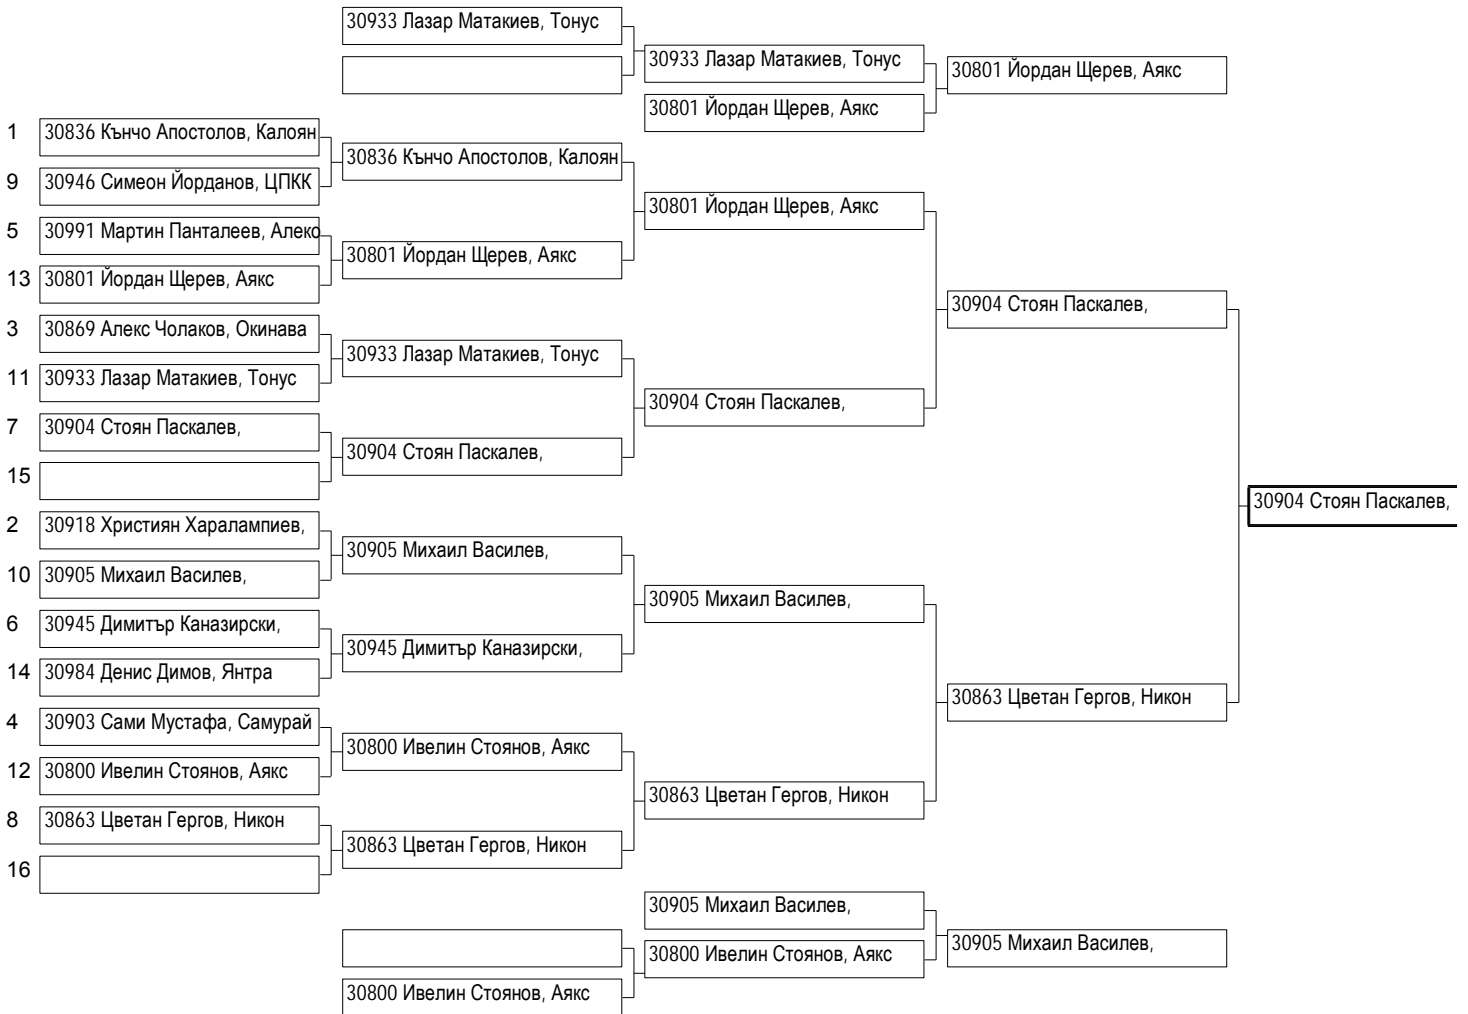 30933 Лазар Матакиев, Тонус
30933 Лазар Матакиев, Тонус
30801 Йордан Щерев, Аякс
30801 Йордан Щерев, Аякс
1 30836 Кънчо Апостолов, Калоян
9 30946 Симеон Йорданов, ЦПКК
5 30991 Мартин Панталеев, Алеко
13 30801 Йордан Щерев, Аякс
3 30869 Алекс Чолаков, Окинава
11 30933 Лазар Матакиев, Тонус
7 30904 Стоян Паскалев,
15
2 30918 Християн Харалампиев,
10 30905 Михаил Василев,
6 30945 Димитър Каназирски,
14 30984 Денис Димов, Янтра
4 30903 Сами Мустафа, Самурай
12 30800 Ивелин Стоянов, Аякс
8 30863 Цветан Гергов, Никон
16
30836 Кънчо Апостолов, Калоян
30801 Йордан Щерев, Аякс
30933 Лазар Матакиев, Тонус
30904 Стоян Паскалев,
30905 Михаил Василев,
30945 Димитър Каназирски,
30800 Ивелин Стоянов, Аякс
30863 Цветан Гергов, Никон
30801 Йордан Щерев, Аякс
30904 Стоян Паскалев,
30905 Михаил Василев,
30863 Цветан Гергов, Никон
30904 Стоян Паскалев,
30863 Цветан Гергов, Никон
30904 Стоян Паскалев,
30905 Михаил Василев,
30800 Ивелин Стоянов, Аякс
30905 Михаил Василев,
30800 Ивелин Стоянов, Аякс